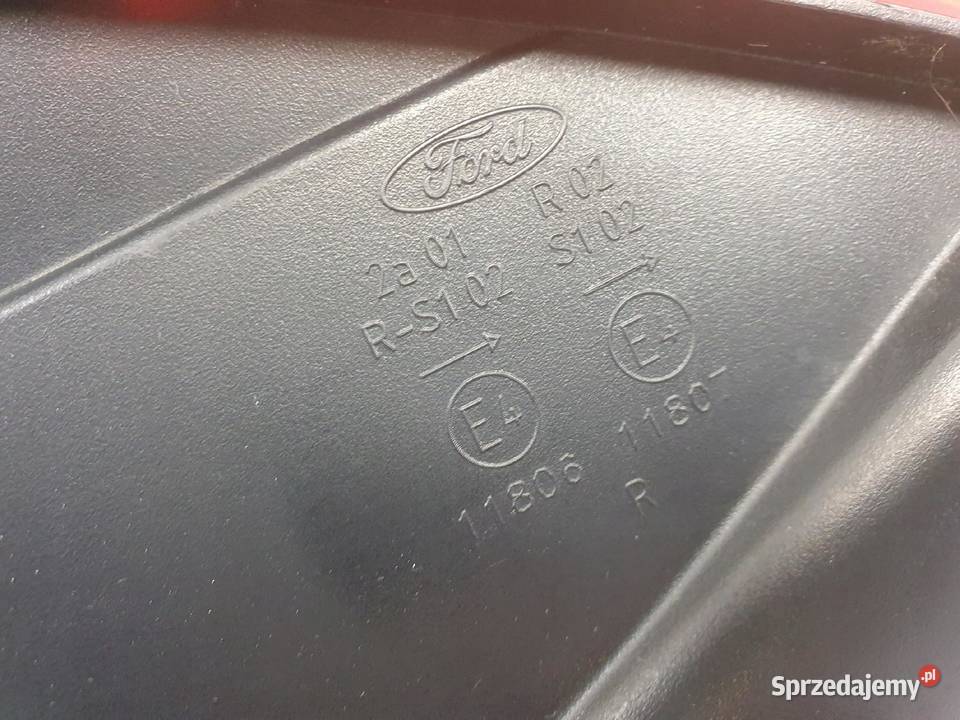 Ford
2a 01 R 02
R-S1 02 S1 02
E4 E4
11806 11807
R
Sprzedajemy.pl